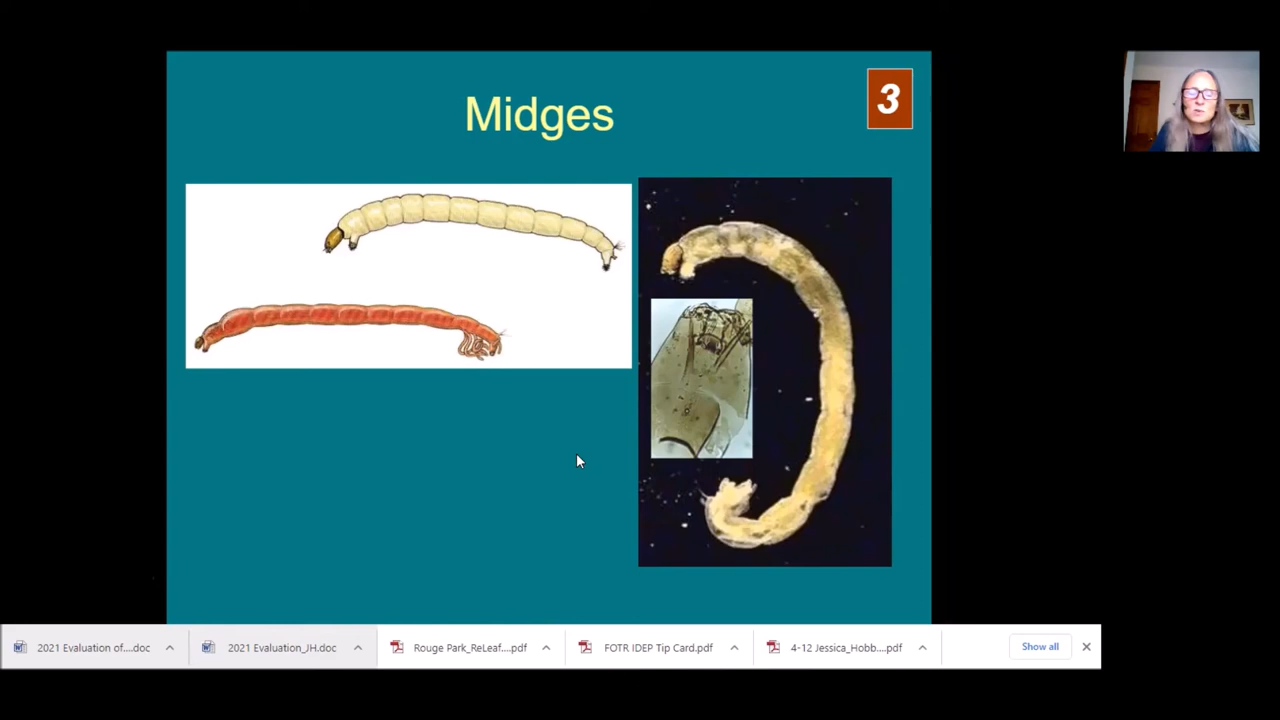 Midges
3
2021 Evaluation of....doc
2021 Evaluation_JH.doc
Rouge Park_ReLeaf....pdf
FOTR IDEP Tip Card.pdf
4-12 Jessica_Hobb....pdf
Show all